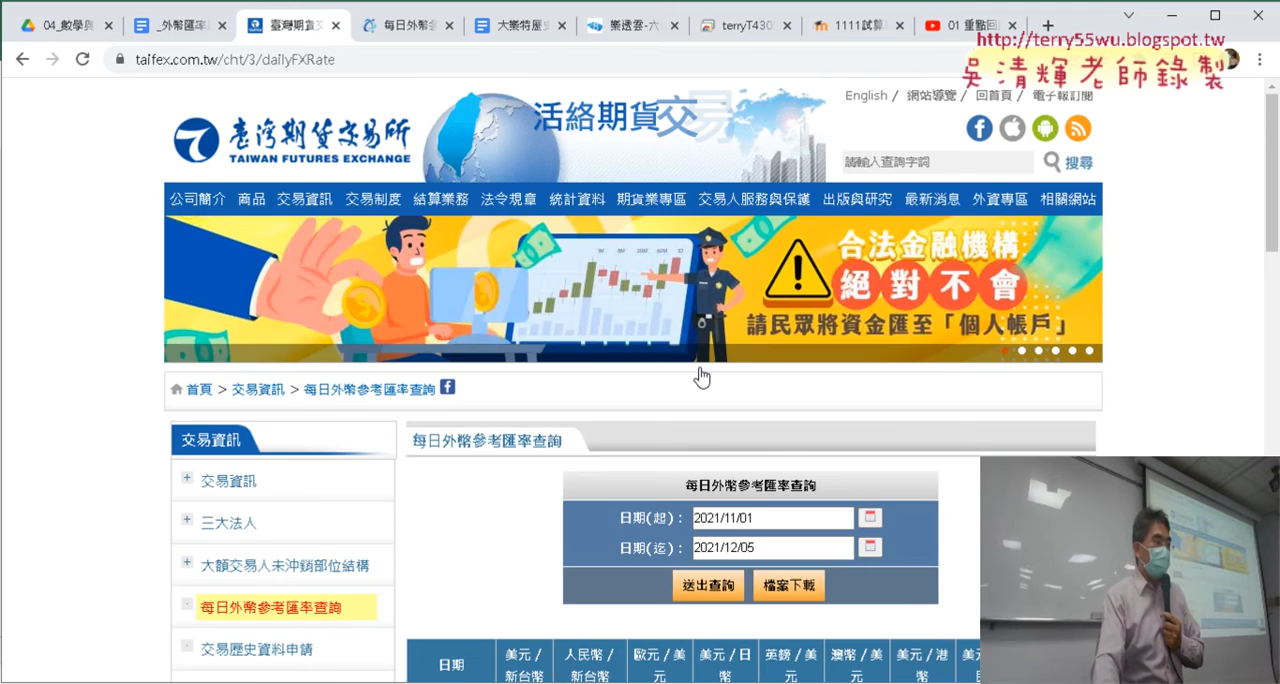 04_數學與
_外幣匯率
臺灣期貨交
每日外幣參
大樂特歷史
樂透雲-六
terryT430
1111試算
01 重點回
http://terry55wu.blogspot.tw
taifex.com.tw/cht/3/dailyFXRate
吳清輝老師錄製
English / 網站導覽 / 回首頁 / 電子報訂閱
臺灣期貨交易所
TAIWAN FUTURES EXCHANGE
活絡期貨交易
請輸入查詢字詞
搜尋
公司簡介 商品 交易資訊 交易制度 結算業務 法令規章 統計資料 期貨業專區 交易人服務與保護 出版與研究 最新消息 外資專區 相關網站
合法金融機構
絕對不會
請民眾將資金匯至「個人帳戶」
首頁 > 交易資訊 > 每日外幣參考匯率查詢
交易資訊
每日外幣參考匯率查詢
交易資訊
三大法人
大額交易人未沖銷部位結構
每日外幣參考匯率查詢
交易歷史資料申請
每日外幣參考匯率查詢
日期(起)： 2021/11/01
日期(迄)： 2021/12/05
送出查詢 檔案下載
日期
美元／新台幣
人民幣／新台幣
歐元／美元
美元／日幣
英鎊／美元
澳幣／美元
美元／港幣